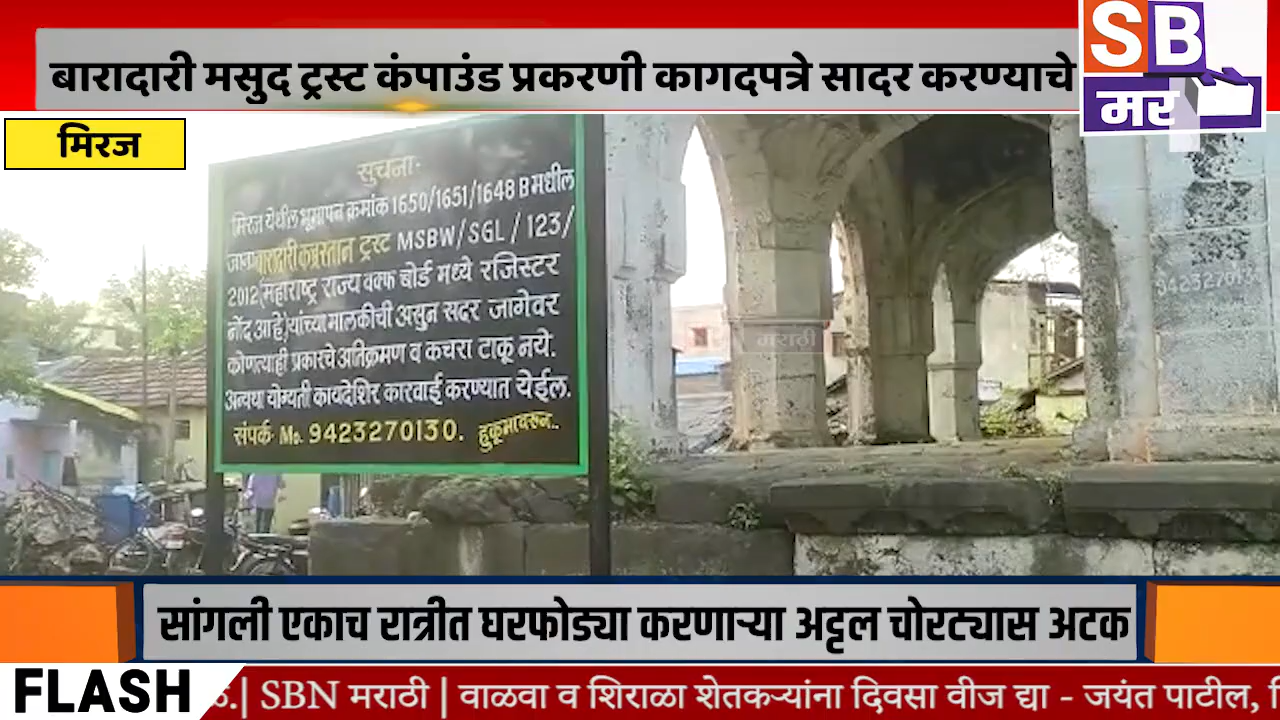 बारादारी मसुद ट्रस्ट कंपाउंड प्रकरणी कागदपत्रे सादर करण्याचे
SB
मर
मिरज
सुचना:-
मिरज येथील भूमापन क्रमांक 1650/1651/1648 B मधील
जागा बारादारी कब्रस्तान ट्रस्ट MSBW/SGL/123/
2012(महाराष्ट्र राज्य वक्फ बोर्ड मध्ये रजिस्टर
नोंद आहे.)यांच्या मालकीची असुन सदर जागेवर
कोणत्याही प्रकारचे अतिक्रमण व कचरा टाकू नये.
अन्यथा योग्यती कायदेशिर कारवाई करण्यात येईल.
संपर्क Mo. 9423270130. हुकूमावरून..
मराठी
सांगली एकाच रात्रीत घरफोड्या करणाऱ्या अट्टल चोरट्यास अटक
FLASH
| SBN मराठी | वाळवा व शिराळा शेतकऱ्यांना दिवसा वीज द्या - जयंत पाटील,